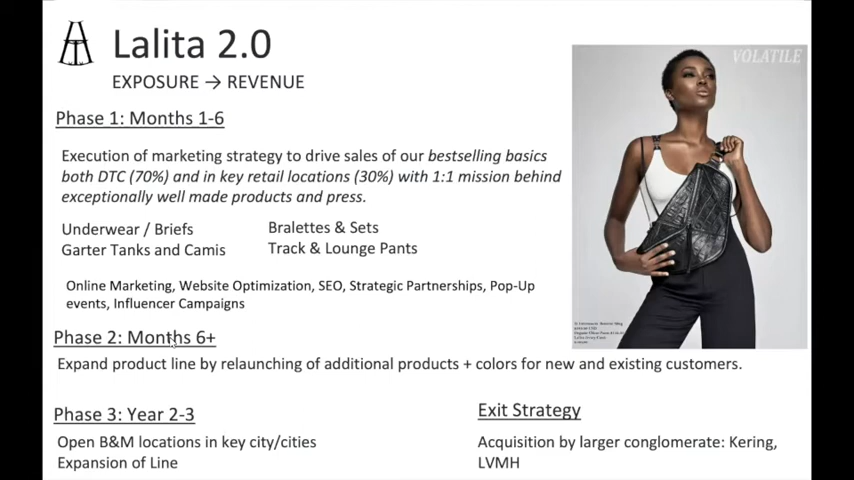 Lalita 2.0
EXPOSURE → REVENUE
VOLATILE
Phase 1: Months 1-6
Execution of marketing strategy to drive sales of our bestselling basics
both DTC (70%) and in key retail locations (30%) with 1:1 mission behind
exceptionally well made products and press.
Underwear / Briefs
Garter Tanks and Camis
Bralettes & Sets
Track & Lounge Pants
Online Marketing, Website Optimization, SEO, Strategic Partnerships, Pop-Up
events, Influencer Campaigns
Phase 2: Months 6+
Expand product line by relaunching of additional products + colors for new and existing customers.
Phase 3: Year 2-3
Open B&M locations in key city/cities
Expansion of Line
Exit Strategy
Acquisition by larger conglomerate: Kering,
LVMH